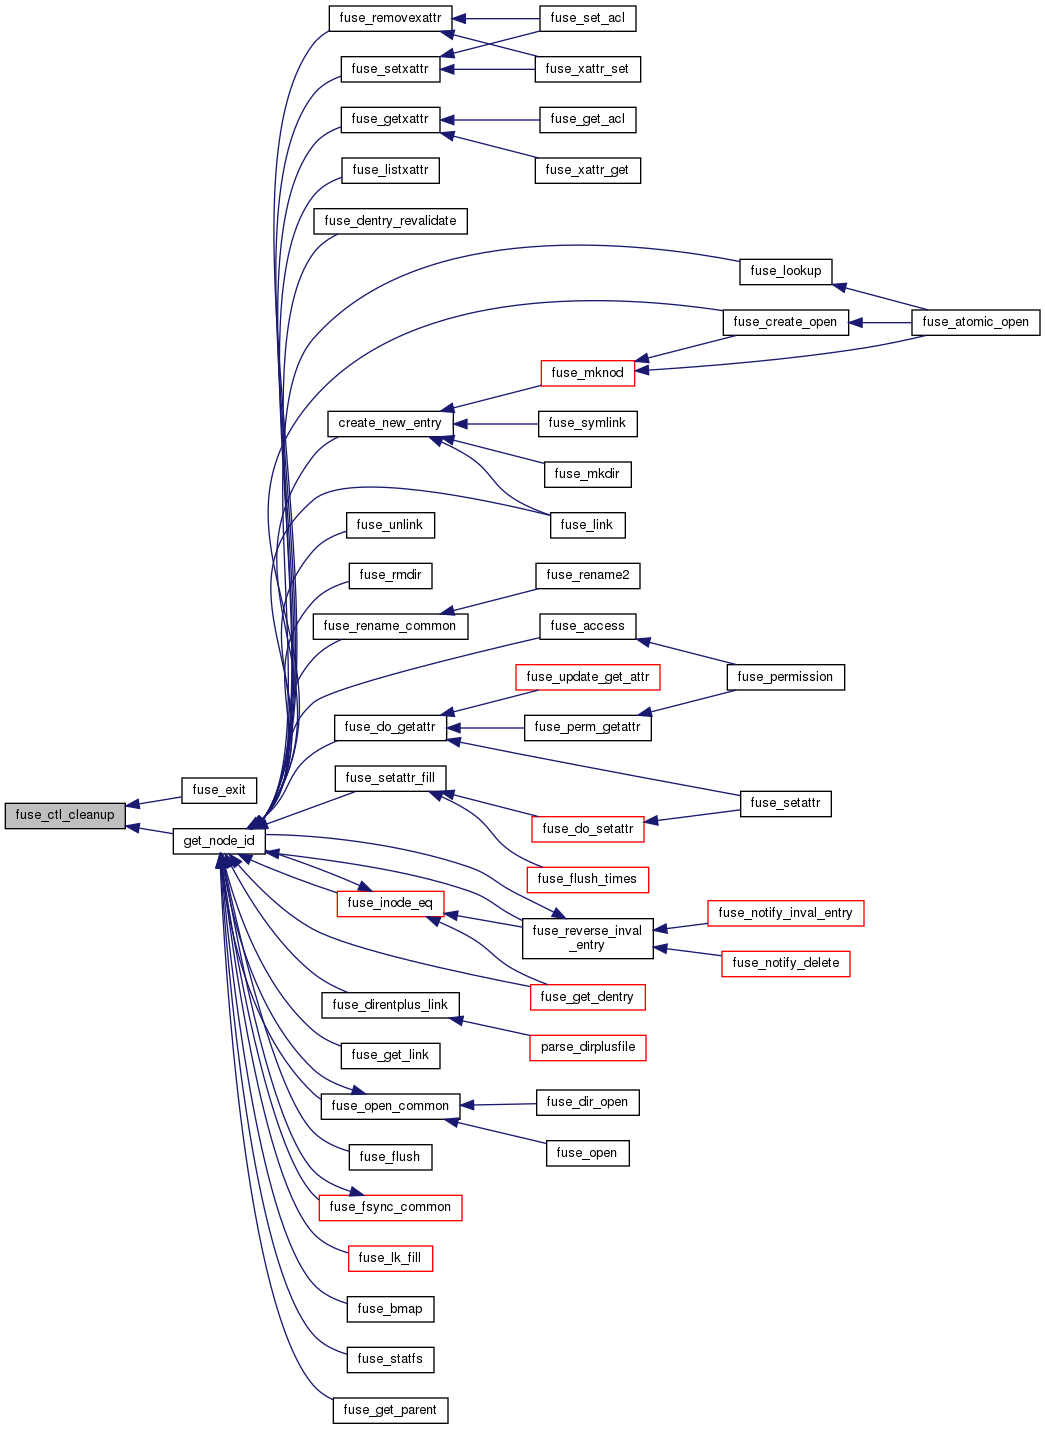 fuse_removexattr
fuse_set_acl
fuse_setxattr
fuse_xattr_set
fuse_getxattr
fuse_get_acl
fuse_listxattr
fuse_xattr_get
fuse_dentry_revalidate
fuse_lookup
fuse_create_open
fuse_atomic_open
fuse_mknod
create_new_entry
fuse_symlink
fuse_mkdir
fuse_unlink
fuse_link
fuse_rmdir
fuse_rename2
fuse_rename_common
fuse_access
fuse_update_get_attr
fuse_permission
fuse_do_getattr
fuse_perm_getattr
fuse_setattr_fill
fuse_exit
fuse_setattr
fuse_ctl_cleanup
fuse_do_setattr
get_node_id
fuse_flush_times
fuse_inode_eq
fuse_notify_inval_entry
fuse_reverse_inval
_entry
fuse_notify_delete
fuse_get_dentry
fuse_direntplus_link
parse_dirplusfile
fuse_get_link
fuse_dir_open
fuse_open_common
fuse_open
fuse_flush
fuse_fsync_common
fuse_lk_fill
fuse_bmap
fuse_statfs
fuse_get_parent